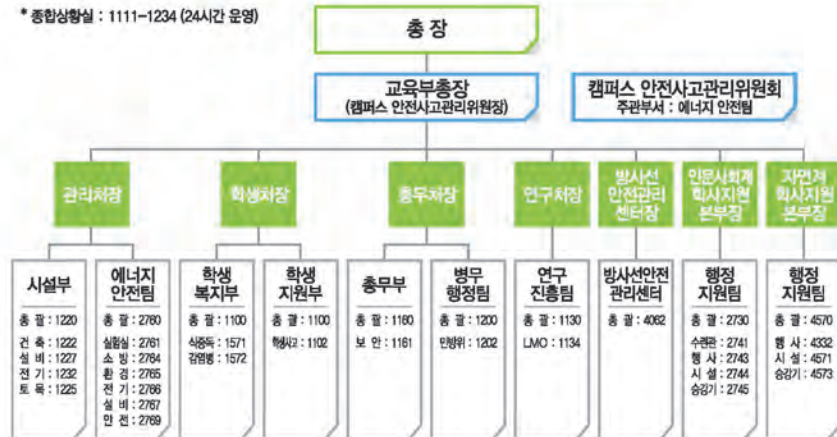 * 종합상황실 : 1111-1234 (24시간 운영)
총 장
교육부총장
(캠퍼스 안전사고관리위원장)
캠퍼스 안전사고관리위원회
주관부서 : 에너지 안전팀
관리처장
학생처장
총무처장
연구처장
방사선
안전관리
센터장
인문사회계
학사지원
본부장
자연계
학사지원
본부장
시설부
총 괄 : 1220
건 축 : 1222
설 비 : 1227
전 기 : 1232
토 목 : 1225
에너지
안전팀
총 괄 : 2760
실험실 : 2761
소 방 : 2764
환 경 : 2765
전 기 : 2766
설 비 : 2767
안 전 : 2769
학생
복지부
총 괄 : 1100
식중독 : 1571
감염병 : 1572
학생
지원부
총 괄 : 1100
학생사고 : 1102
총무부
총 괄 : 1160
보 안 : 1161
병무
행정팀
총 괄 : 1200
민방위 : 1202
연구
진흥팀
총 괄 : 1130
LMO : 1134
방사선안전
관리센터
총 괄 : 4062
행정
지원팀
총 괄 : 2730
수련관 : 2741
행 사 : 2743
시 설 : 2744
승강기 : 2745
행정
지원팀
총 괄 : 4570
행 사 : 4332
시 설 : 4571
승강기 : 4573